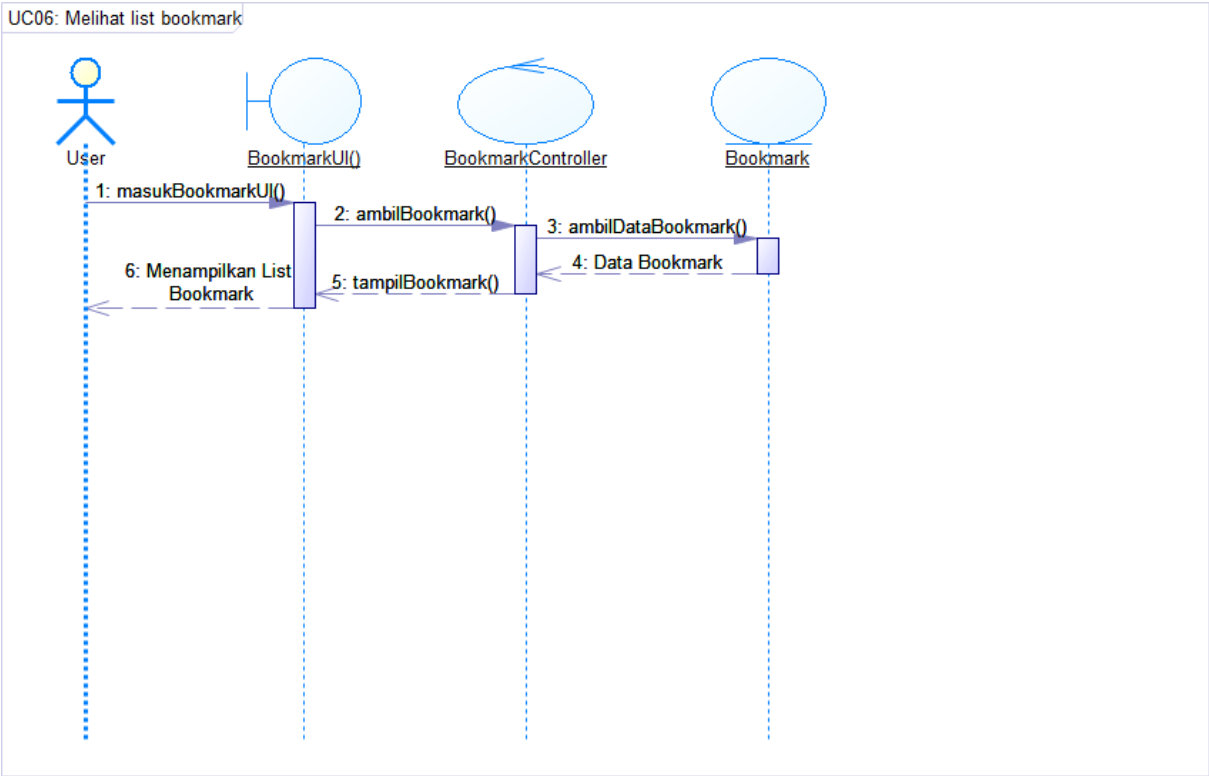 UC06: Melihat list bookmark
User
BookmarkUI()
BookmarkController
Bookmark
1: masukBookmarkUI()
2: ambilBookmark()
3: ambilDataBookmark()
4: Data Bookmark
5: tampilBookmark()
6: Menampilkan List
Bookmark